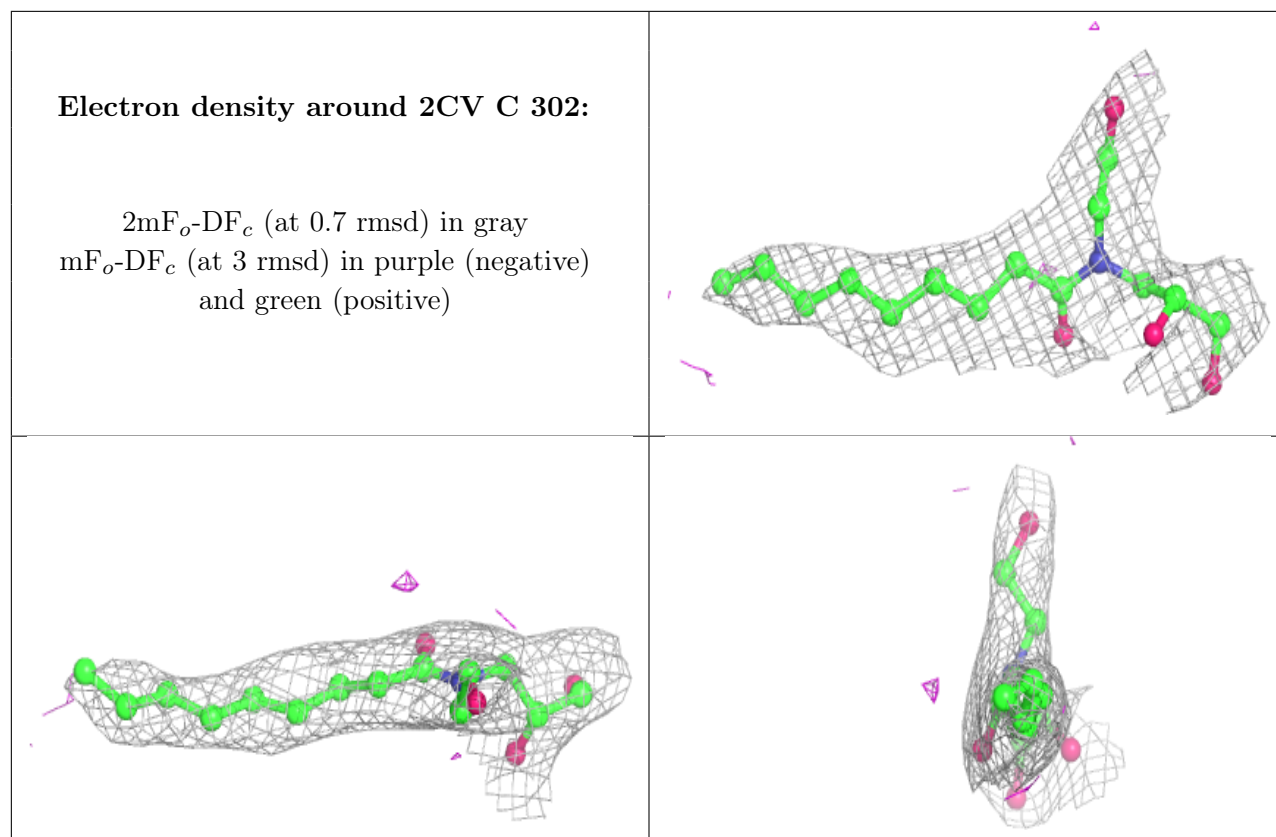 Electron density around 2CV C 302:
2mFo-DFc (at 0.7 rmsd) in gray
mFo-DFc (at 3 rmsd) in purple (negative)
and green (positive)